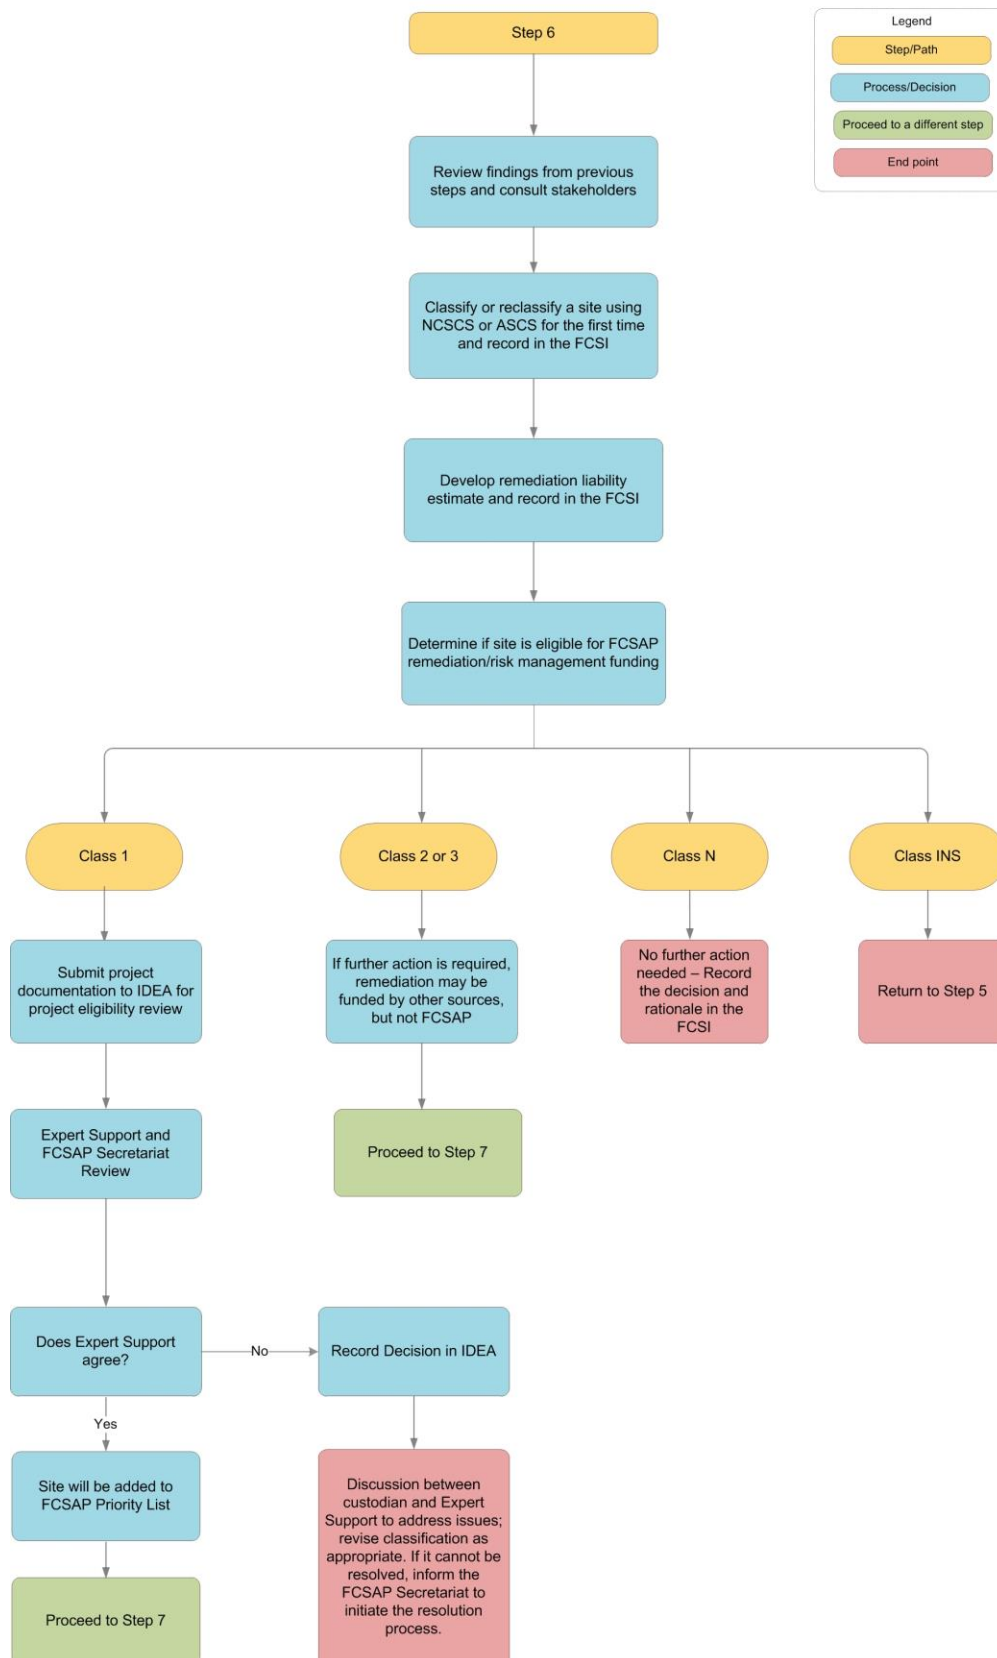 Step 6
Legend
Step/Path
Process/Decision
Proceed to a different step
End point
Review findings from previous
steps and consult stakeholders
Classify or reclassify a site using
NCSCS or ASCS for the first time
and record in the FCSI
Develop remediation liability
estimate and record in the FCSI
Determine if site is eligible for FCSAP
remediation/risk management funding
Class 1
Class 2 or 3
Class N
Class INS
Submit project
documentation to IDEA for
project eligibility review
If further action is required,
remediation may be
funded by other sources,
but not FCSAP
No further action
needed – Record
the decision and
rationale in the
FCSI
Return to Step 5
Expert Support and
FCSAP Secretariat
Review
Proceed to Step 7
Does Expert Support
agree?
No
Record Decision in IDEA
Yes
Site will be added to
FCSAP Priority List
Discussion between
custodian and Expert
Support to address issues;
revise classification as
appropriate. If it cannot be
resolved, inform the
FCSAP Secretariat to
initiate the resolution
process.
Proceed to Step 7